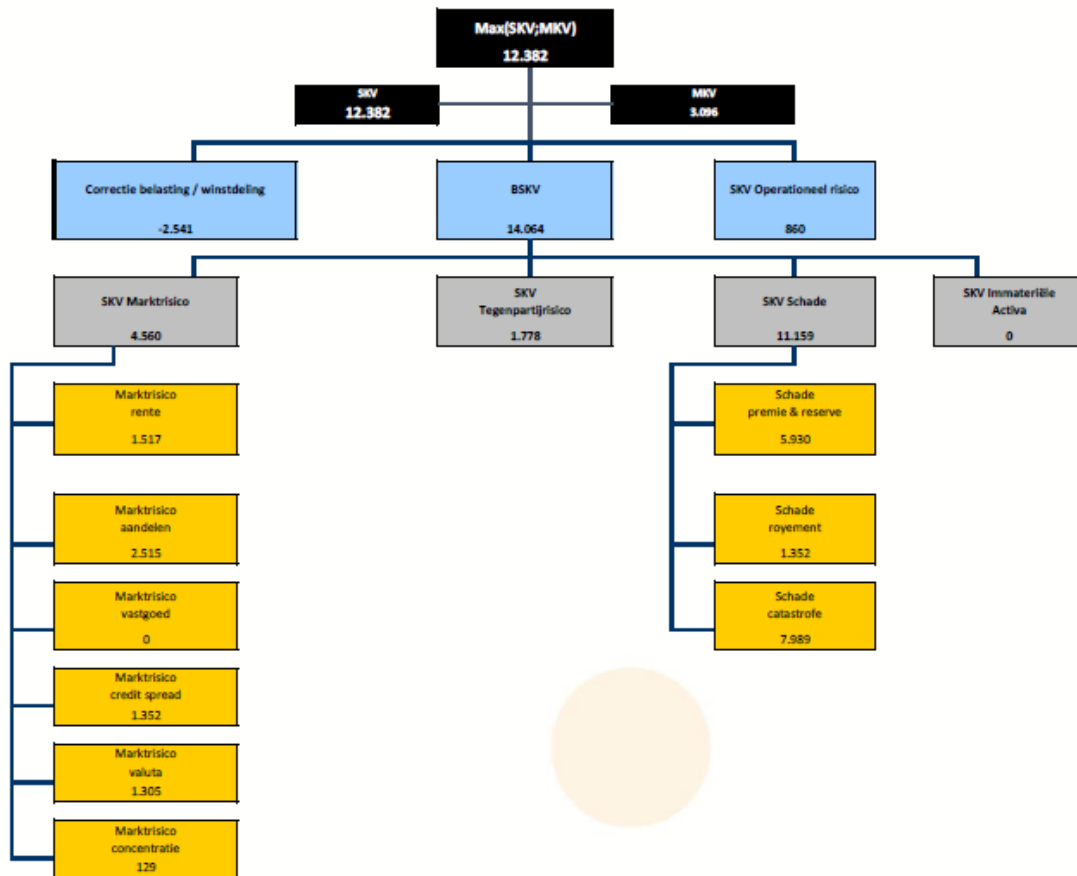 Max(SKV;MKV)
12.382
SKV
12.382
MKV
3.096
Correctie belasting / winstdeling
-2.541
BSKV
14.064
SKV Operationeel risico
860
SKV Marktrisico
4.560
SKV
Tegenpartijrisico
1.778
SKV Schade
11.159
SKV Immateriële
Activa
0
Marktrisico
rente
1.517
Schade
premie & reserve
5.930
Marktrisico
aandelen
2.515
Schade
royement
1.352
Marktrisico
vastgoed
0
Schade
catastrofe
7.989
Marktrisico
credit spread
1.352
Marktrisico
valuta
1.305
Marktrisico
concentratie
129